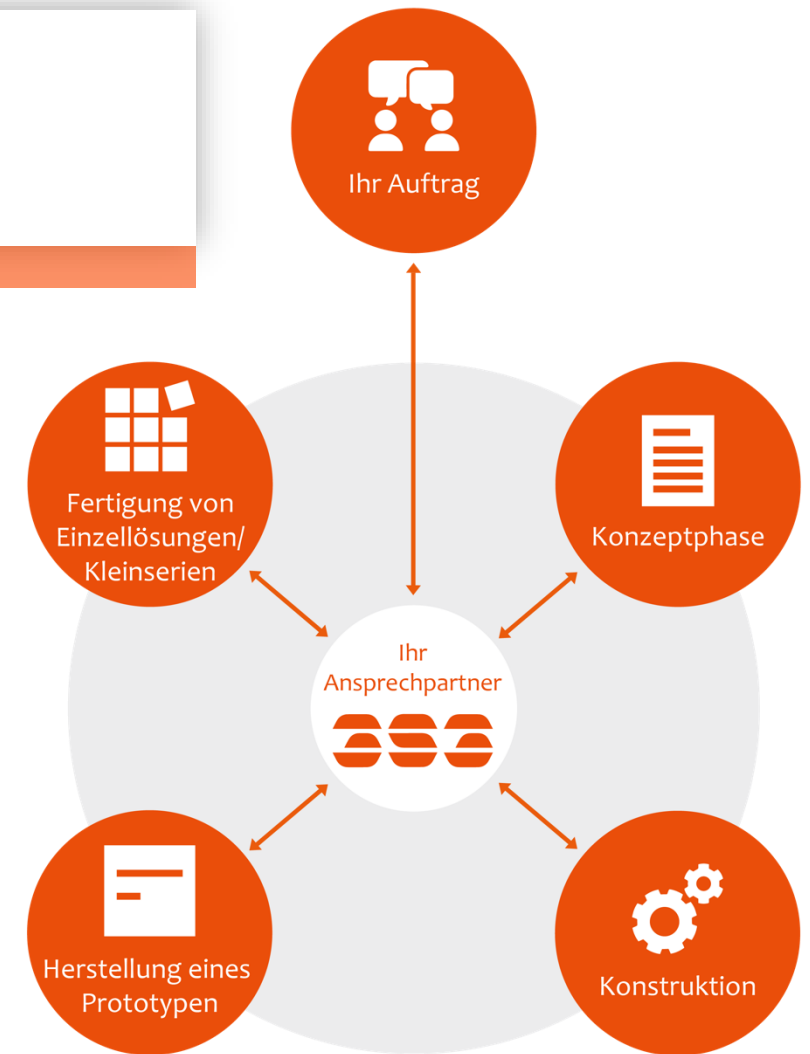 Ihr Auftrag
Fertigung von
Einzellösungen/
Kleinserien
Konzeptphase
Ihr
Ansprechpartner
Herstellung eines
Prototypen
Konstruktion